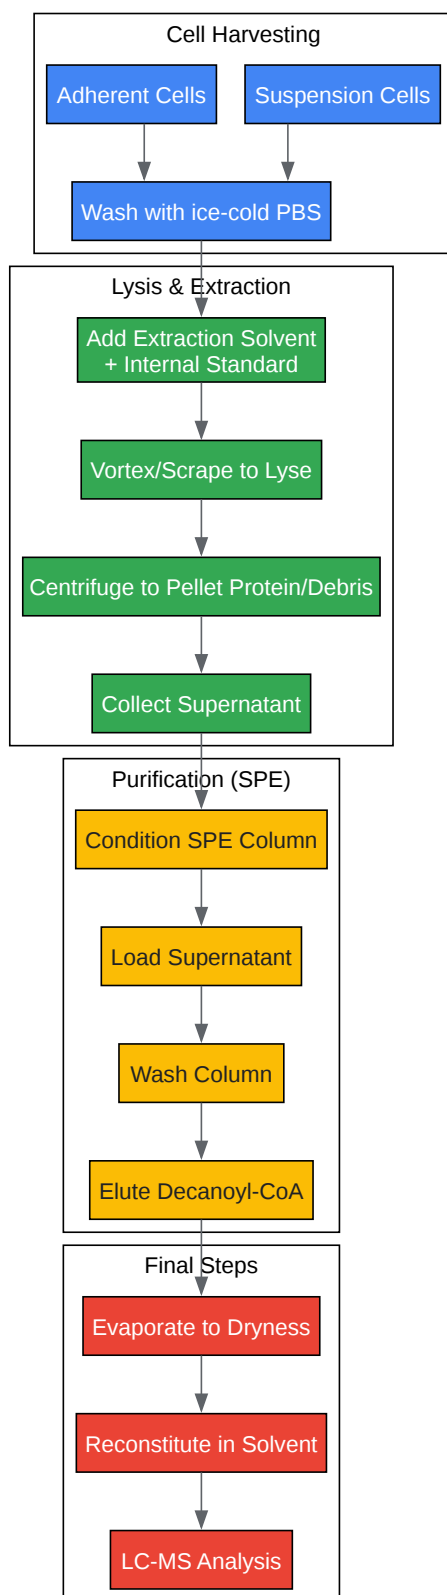 Cell Harvesting
Adherent Cells
Suspension Cells
Wash with ice-cold PBS
Lysis & Extraction
Add Extraction Solvent
+ Internal Standard
Vortex/Scrape to Lyse
Centrifuge to Pellet Protein/Debris
Collect Supernatant
Purification (SPE)
Condition SPE Column
Load Supernatant
Wash Column
Elute Decanoyl-CoA
Final Steps
Evaporate to Dryness
Reconstitute in Solvent
LC-MS Analysis